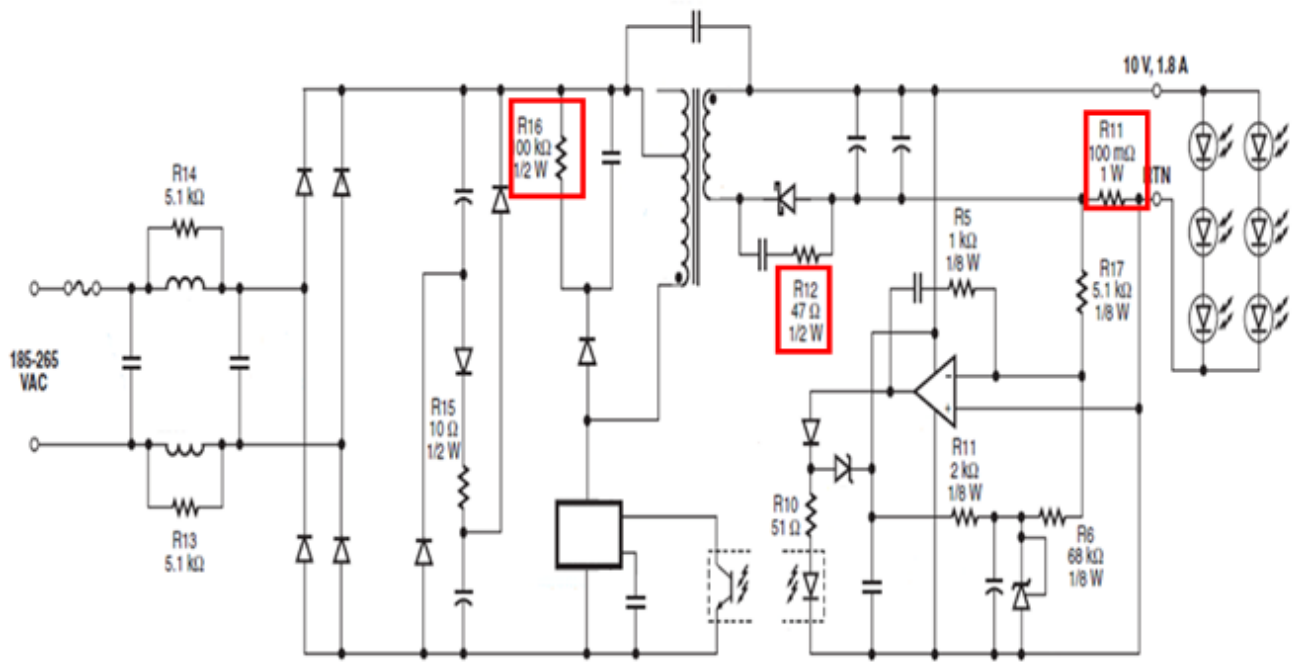 10 V, 1.8 A
R16
00 kΩ
1/2 W
R11
100 mΩ
1 W
RTN
R14
5.1 kΩ
R5
1 kΩ
1/8 W
R17
5.1 kΩ
1/8 W
R12
47 Ω
1/2 W
185-265
VAC
R15
10 Ω
1/2 W
-
+
R11
2 kΩ
1/8 W
R10
51 Ω
R13
5.1 kΩ
R6
68 kΩ
1/8 W